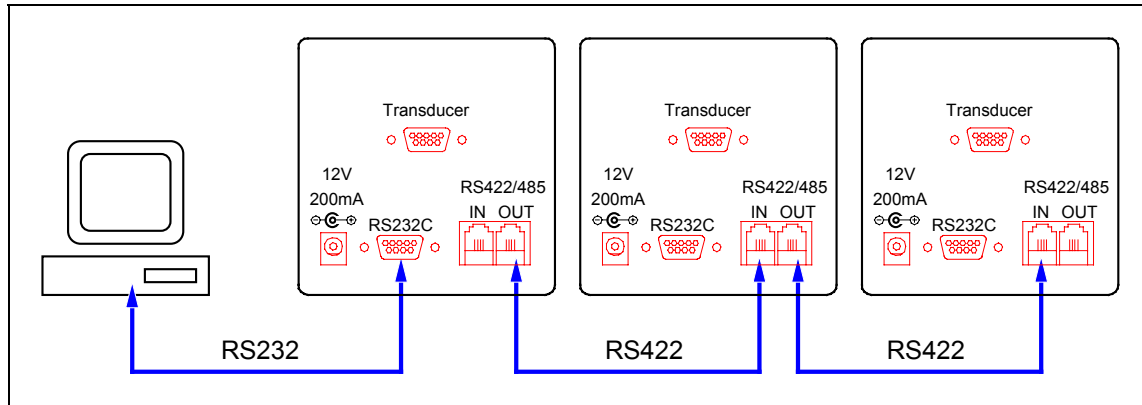 Transducer
12V
200mA
RS232C
RS422/485
IN OUT
Transducer
12V
200mA
RS232C
RS422/485
IN OUT
Transducer
12V
200mA
RS232C
RS422/485
IN OUT
RS232
RS422
RS422